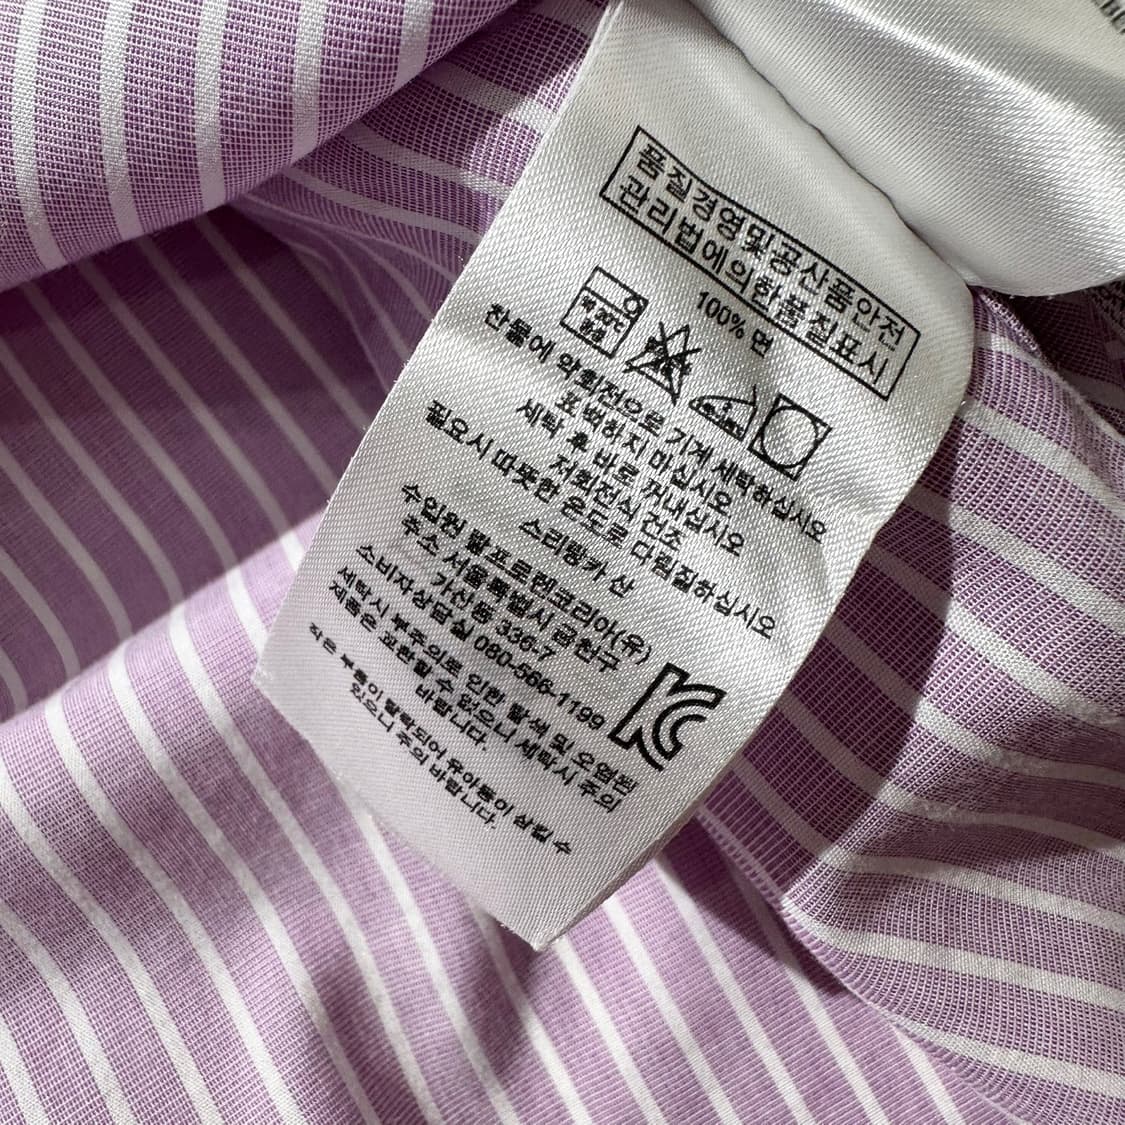 품질경영및공산품안전
관리법에의한품질표시
100% 면
약 30℃
중성
찬물에 약회전으로 기계 세탁하십시오
표백하지 마십시오
세탁 후 바로 꺼내십시오
저회전식 건조
필요시 따뜻한 온도로 다림질하십시오
스리랑카 산
수입원 랄프로렌코리아(유)
주소 서울특별시 금천구
가산동 336-7
소비자상담실 080-566-1199
세탁시 부주의로 인한 탈색 및 오염된
제품은 교환할수 없으니 세탁시 주의
바랍니다.
작은 부품이 탈락되어 유아들이 삼킬 수
있으니 주의 바랍니다.